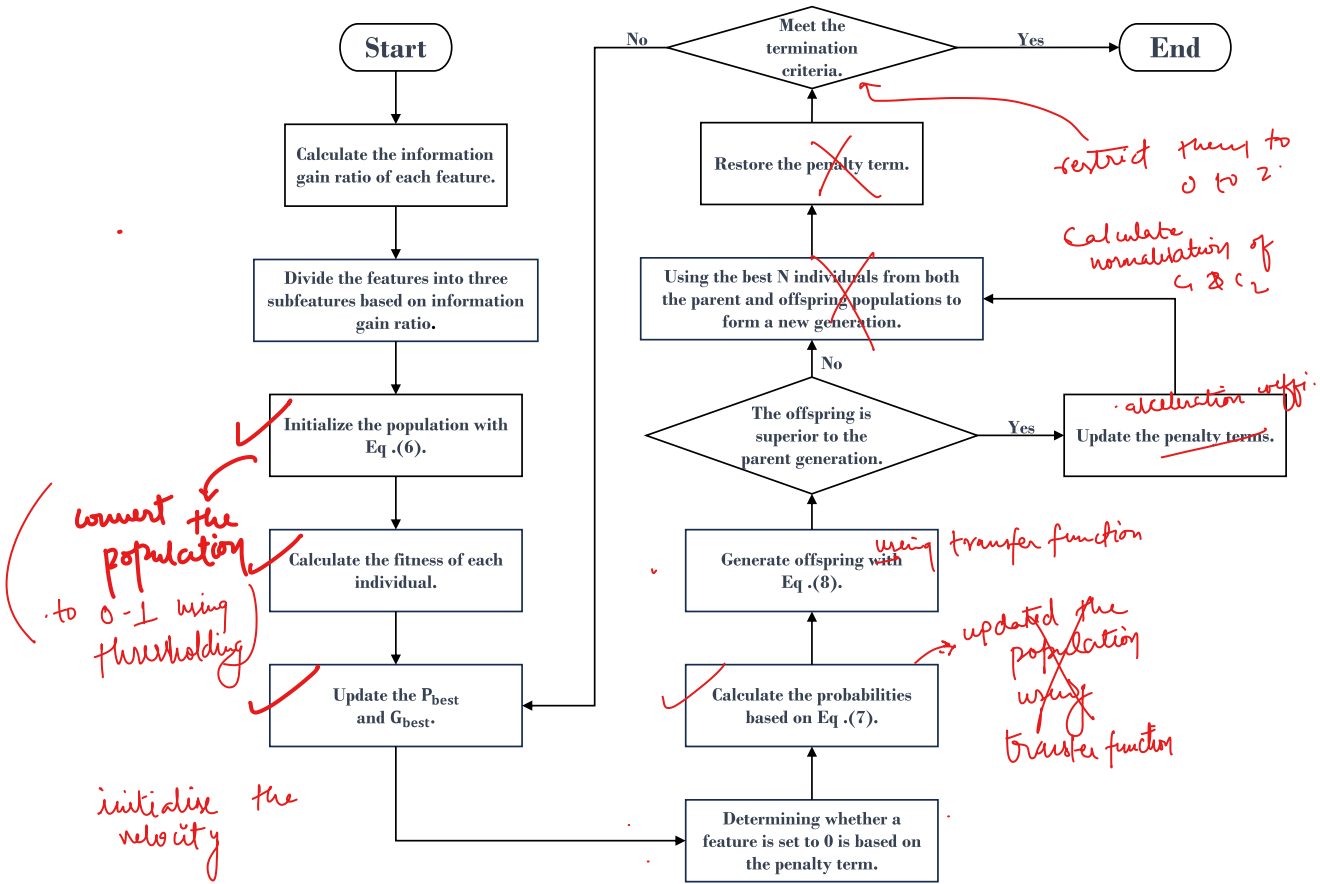 Start
Calculate the information
gain ratio of each feature.
Divide the features into three
subfeatures based on information
gain ratio.
Initialize the population with
Eq .(6).
convert the
population
to 0-1 using
thresholding
Calculate the fitness of each
individual.
Update the Pbest
and Gbest.
initialise the
velocity
Determining whether a
feature is set to 0 is based on
the penalty term.
Calculate the probabilities
based on Eq .(7).
updated the
population
using
transfer function
Generate offspring with
Eq .(8).
using transfer function
The offspring is
superior to the
parent generation.
Yes
No
acceleration coeffi.
Update the penalty terms.
Using the best N individuals from both
the parent and offspring populations to
form a new generation.
Calculate
normalisation of
C1 & C2
Restore the penalty term.
restrict them to
0 to 2.
Meet the
termination
criteria.
No
Yes
End